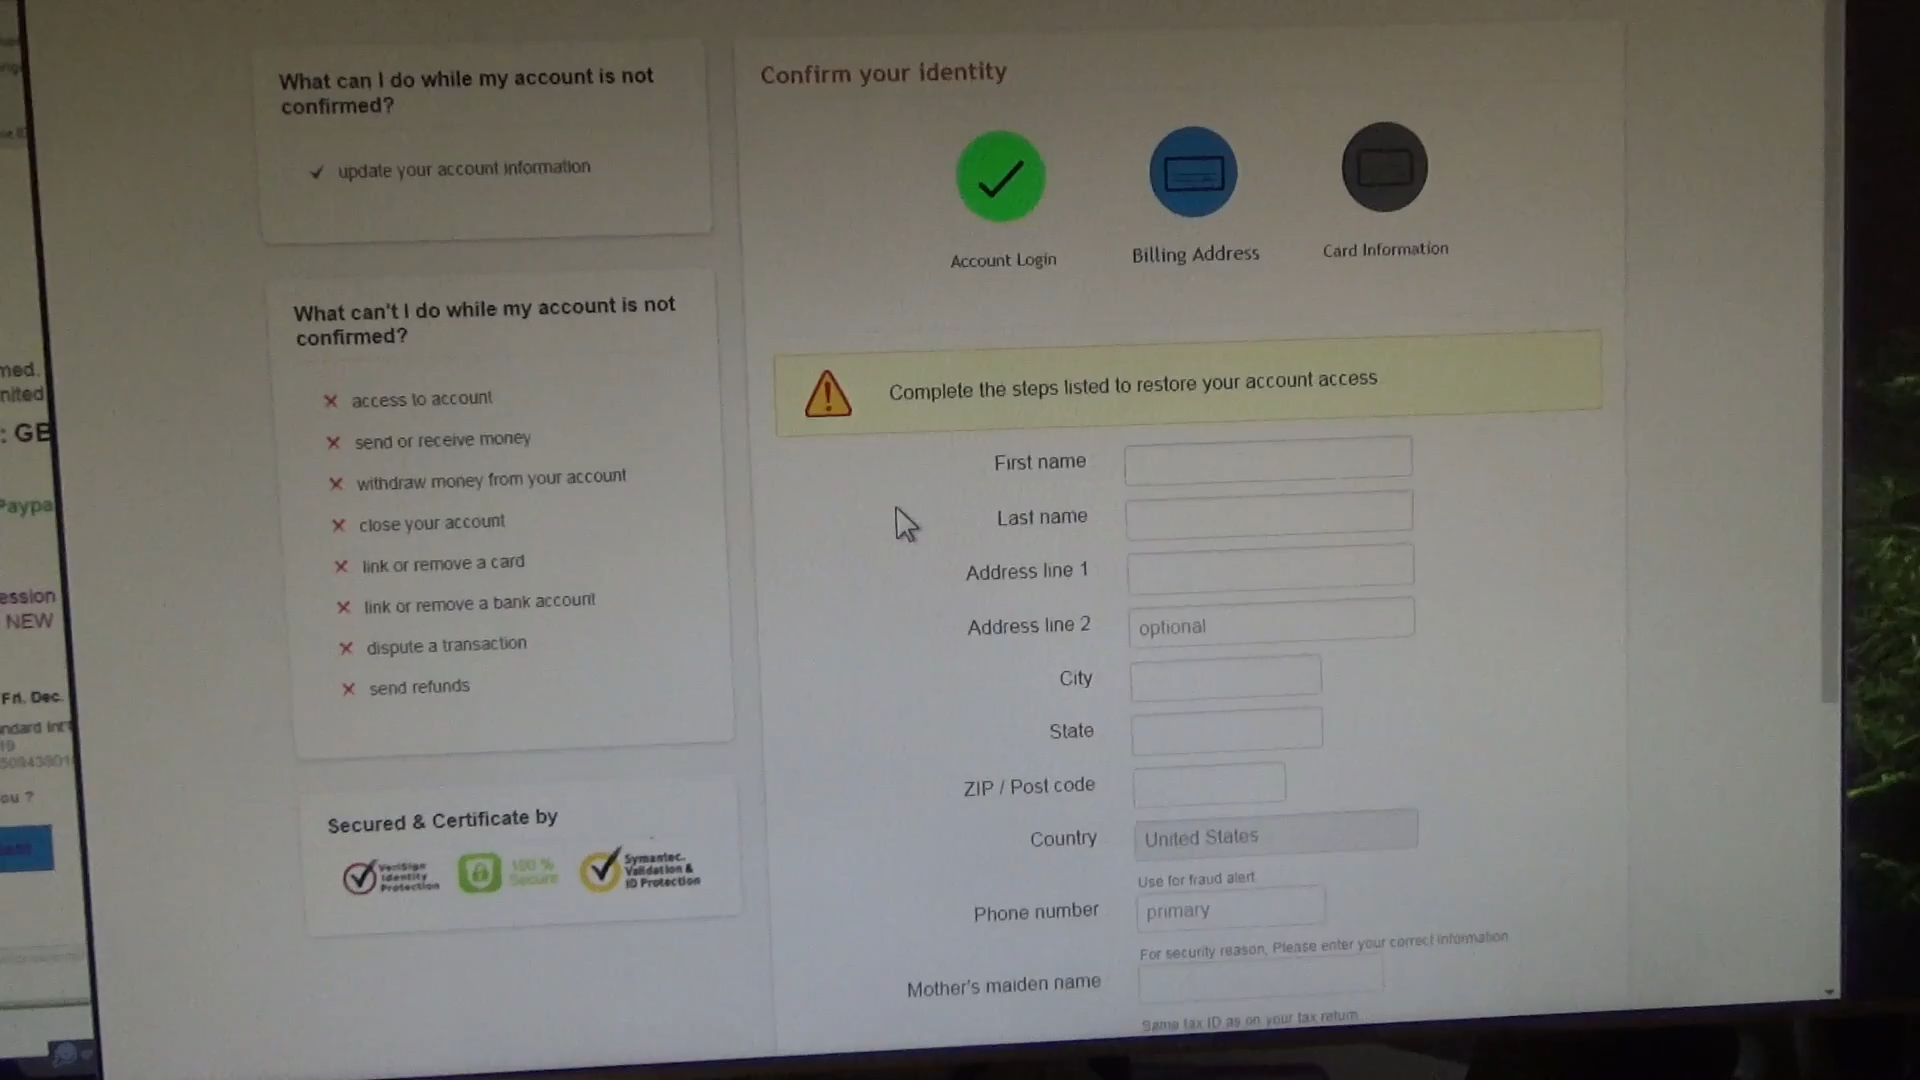 What can I do while my account is not
confirmed?
✓ update your account information
What can't I do while my account is not
confirmed?
✕ access to account
✕ send or receive money
✕ withdraw money from your account
✕ close your account
✕ link or remove a card
✕ link or remove a bank account
✕ dispute a transaction
✕ send refunds
Secured & Certificate by
VeriSign
Identity
Protection
100 %
Secure
Symantec.
Validation &
ID Protection
Confirm your identity
Account Login
Billing Address
Card Information
Complete the steps listed to restore your account access
First name
Last name
Address line 1
Address line 2
optional
City
State
ZIP / Post code
Country
United States
Use for fraud alert
Phone number
primary
For security reason, Please enter your correct information
Mother's maiden name
Same tax ID as on your tax return.
: GE
NEW
Fri. Dec.